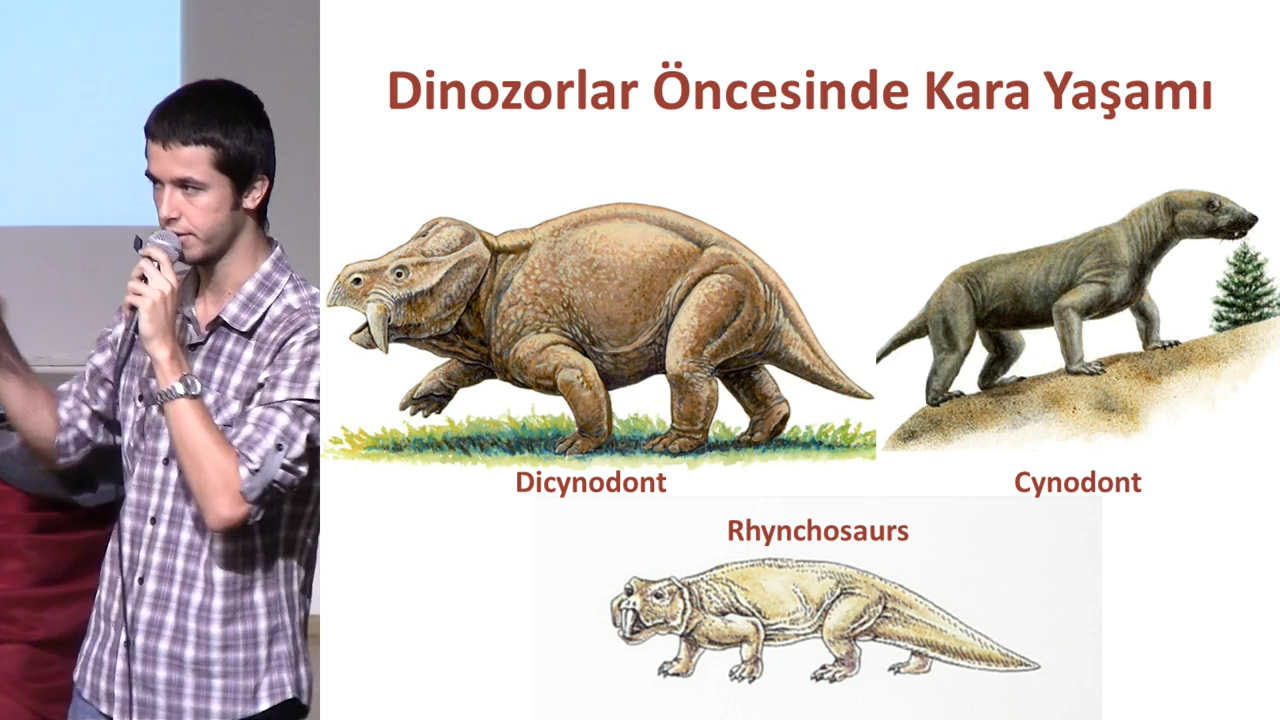 Dinozorlar Öncesinde Kara Yaşamı
Dicynodont
Cynodont
Rhynchosaurs